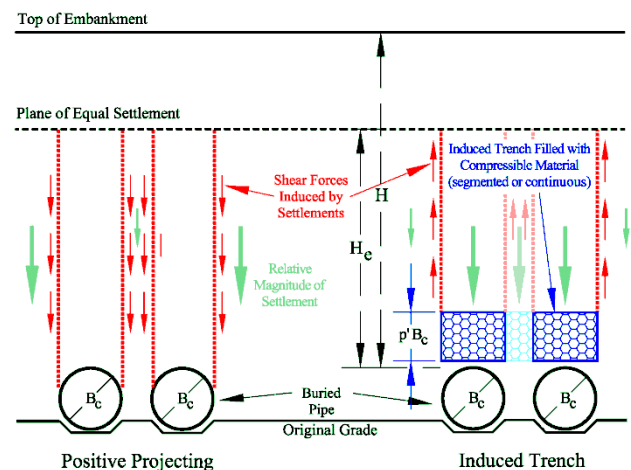 Top of Embankment
Plane of Equal Settlement
Induced Trench Filled with
Compressible Material
(segmented or continuous)
Shear Forces
Induced by
Settlements
H
He
Relative
Magnitude of
Settlement
p'Bc
Bc
Bc
Buried
Pipe
Bc
Bc
Original Grade
Positive Projecting
Induced Trench